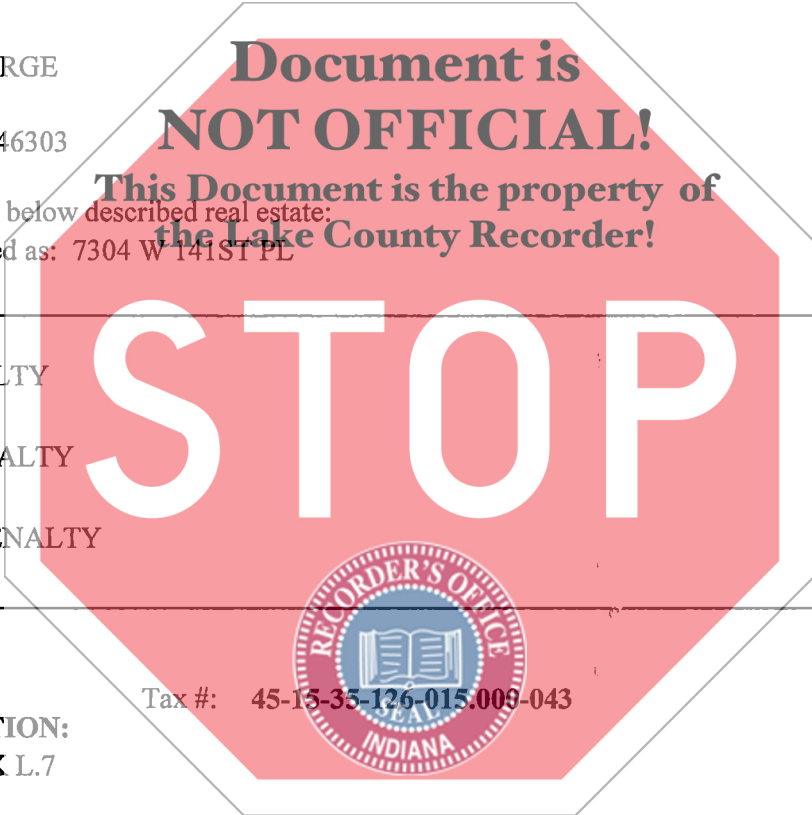 Document is
RGE
NOT OFFICIAL!
46303
This Document is the property of
below described real estate:
the Lake County Recorder!
ed as: 7304 W 141ST PL
STOP
LTY
ALTY
ENALTY
RECORDER'S OFFICE
SEAL
INDIANA
Tax #: 45-15-35-126-015.000-043
TION:
K L.7